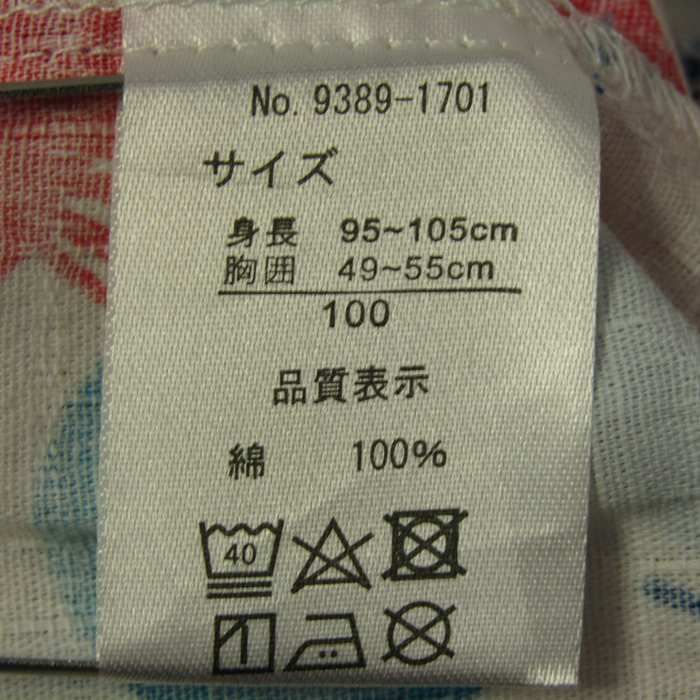 No. 9389-1701
サイズ
身長 95~105cm
胸囲 49~55cm
100
品質表示
綿 100%
40